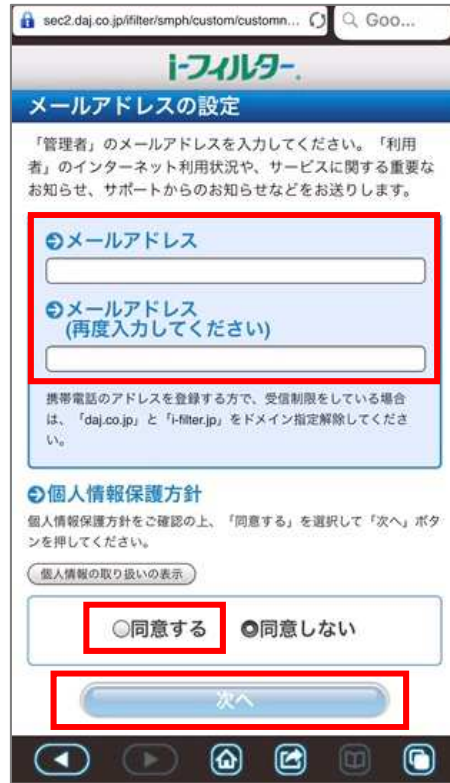 sec2.daj.co.jp/ifilter/smph/custom/customn...
Goo...
i-フィルター.
メールアドレスの設定
「管理者」のメールアドレスを入力してください。「利用
者」のインターネット利用状況や、サービスに関する重要な
お知らせ、サポートからのお知らせなどをお送りします。
メールアドレス
メールアドレス
(再度入力してください)
携帯電話のアドレスを登録する方で、受信制限をしている場合
は、「daj.co.jp」と「i-filter.jp」をドメイン指定解除してくださ
い。
個人情報保護方針
個人情報保護方針をご確認の上、「同意する」を選択して「次へ」ボタ
ンを押してください。
個人情報の取り扱いの表示
同意する 同意しない
次へ